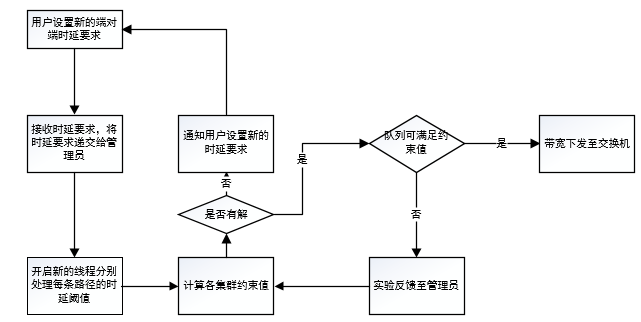 用户设置新的端对
端时延要求
接收时延要求，将
时延要求递交给管
理员
通知用户设置新的
时延要求
队列可满足约
束值
带宽下发至交换机
是
是
否
是否有解
否
开启新的线程分别
处理每条路径的时
延阈值
计算各集群约束值
实验反馈至管理员